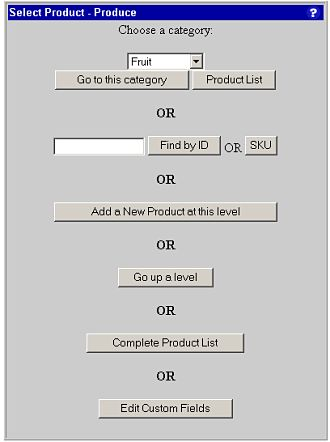 Select Product - Produce ?
Choose a category:
Fruit
Go to this category Product List
OR
Find by ID OR SKU
OR
Add a New Product at this level
OR
Go up a level
OR
Complete Product List
OR
Edit Custom Fields